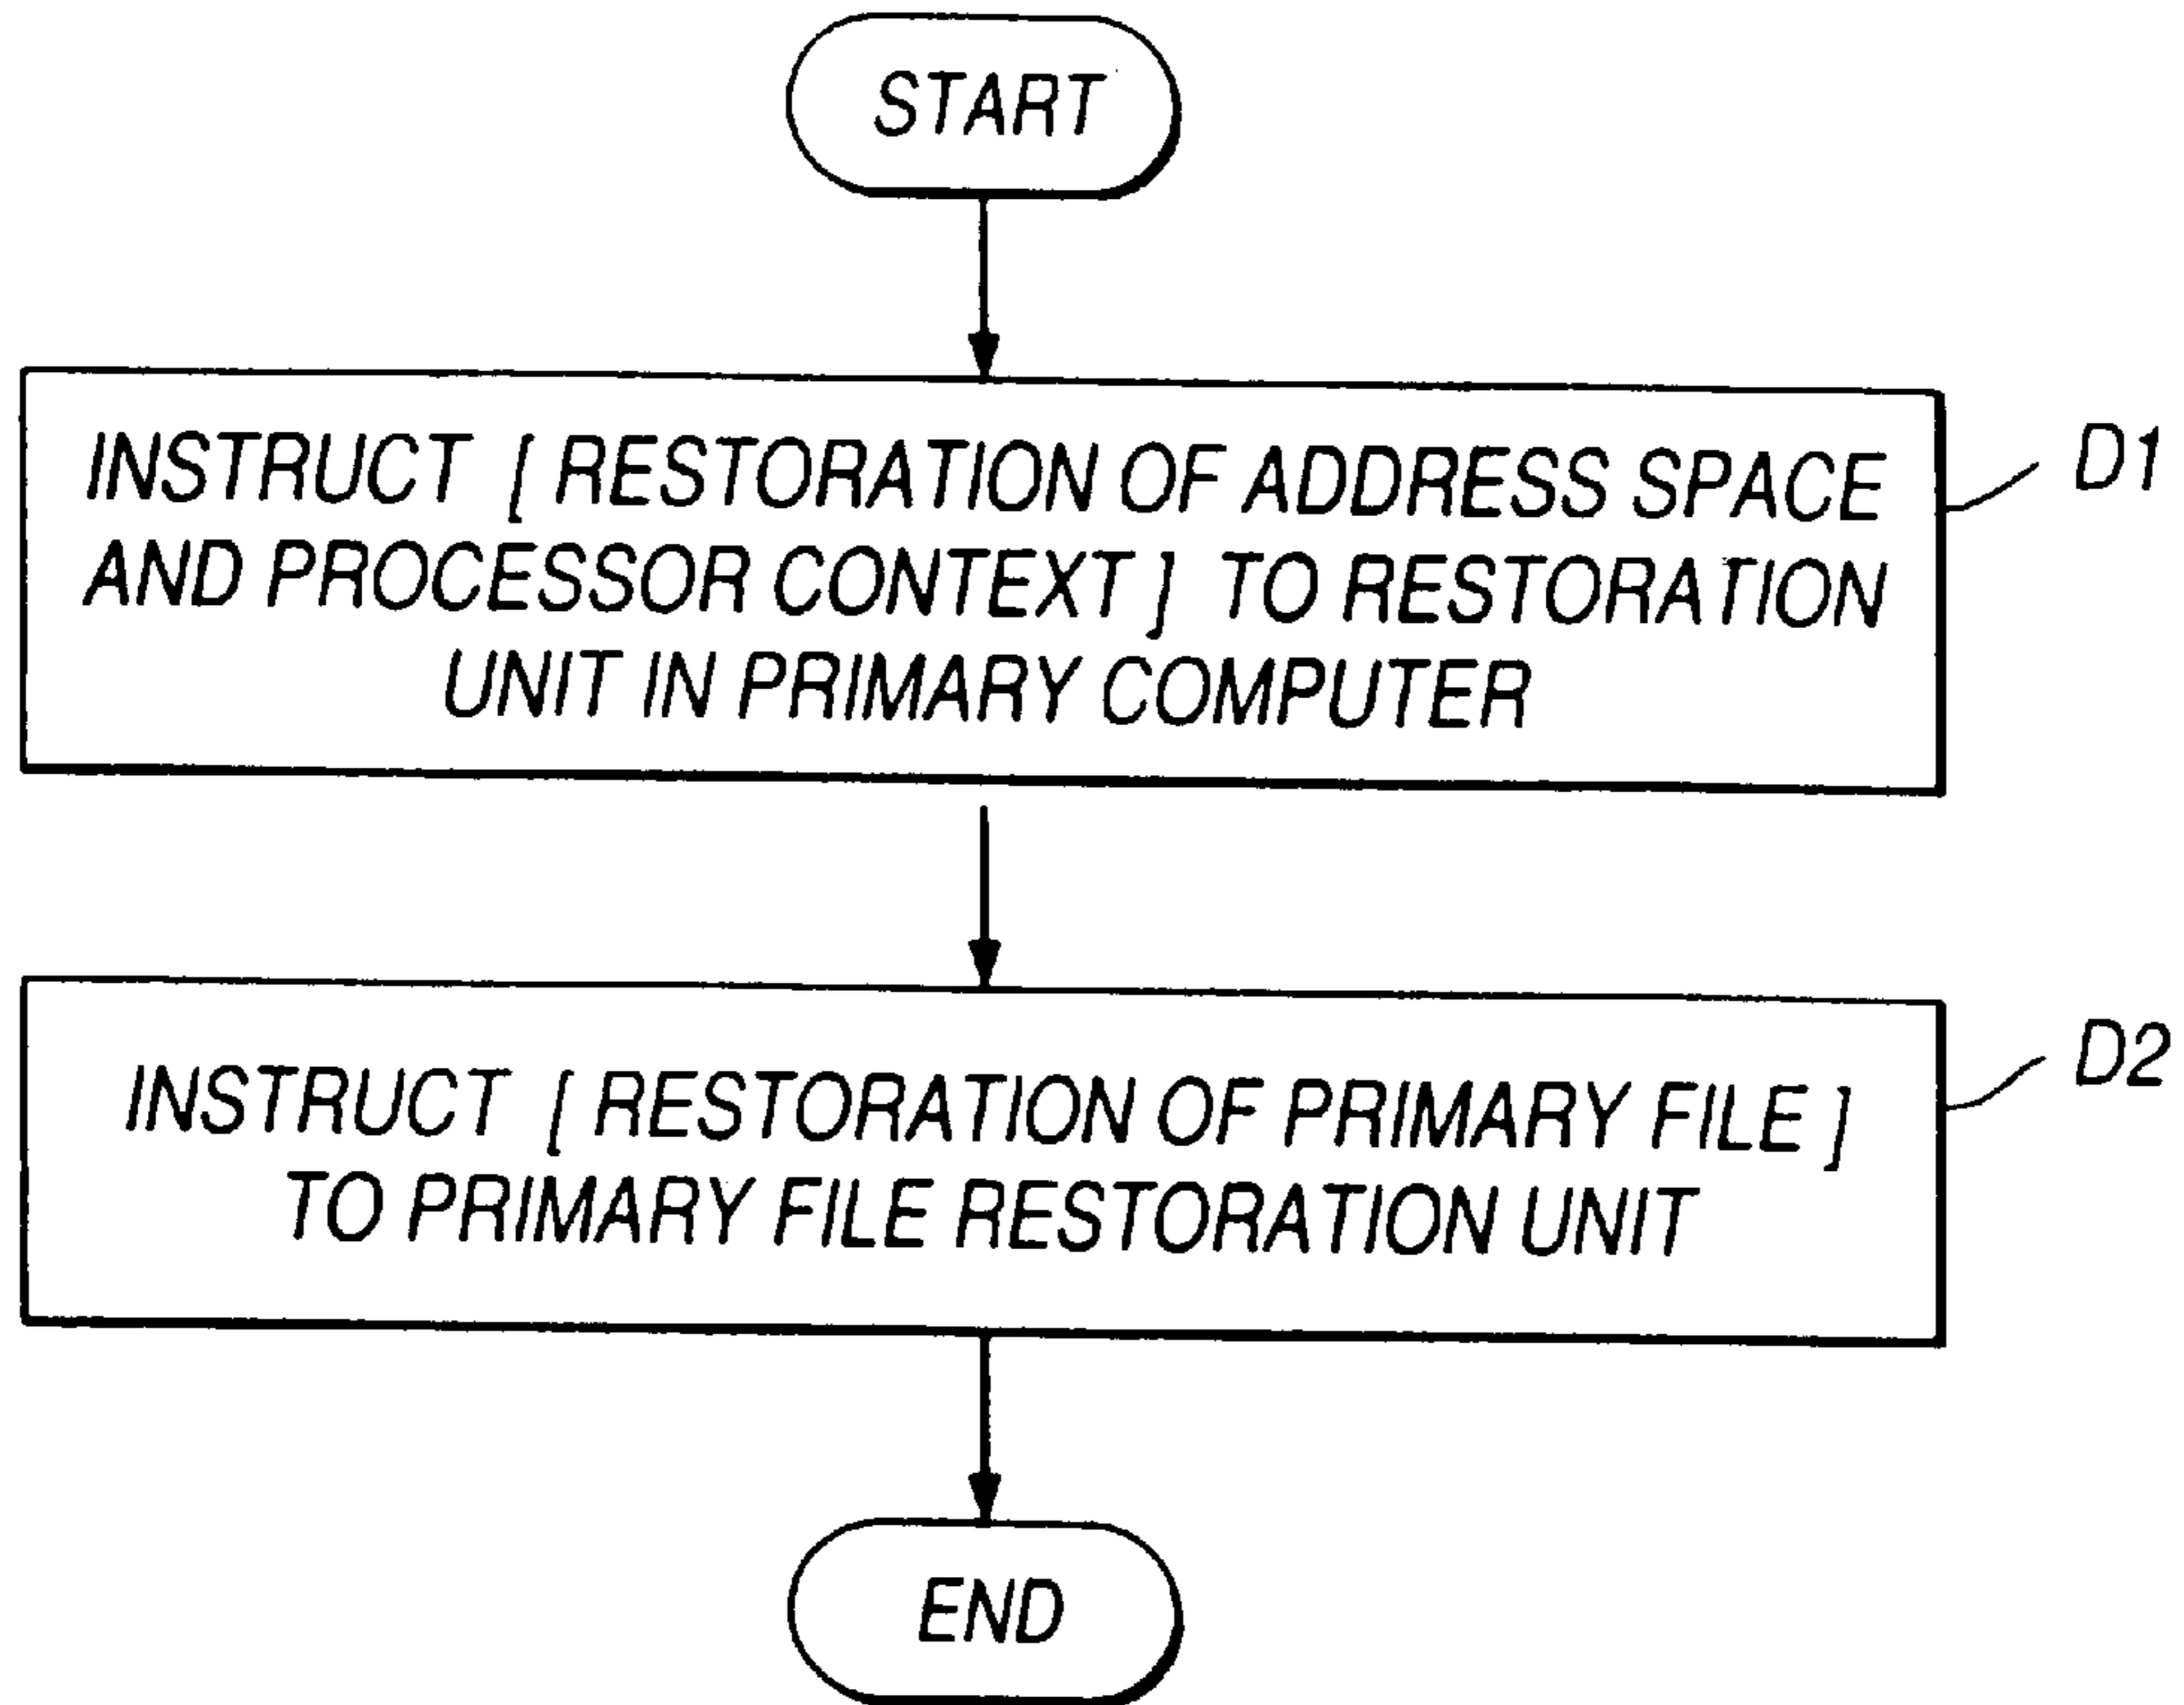 START
INSTRUCT [ RESTORATION OF ADDRESS SPACE
AND PROCESSOR CONTEXT ] TO RESTORATION
UNIT IN PRIMARY COMPUTER
D1
INSTRUCT [ RESTORATION OF PRIMARY FILE ]
TO PRIMARY FILE RESTORATION UNIT
D2
END